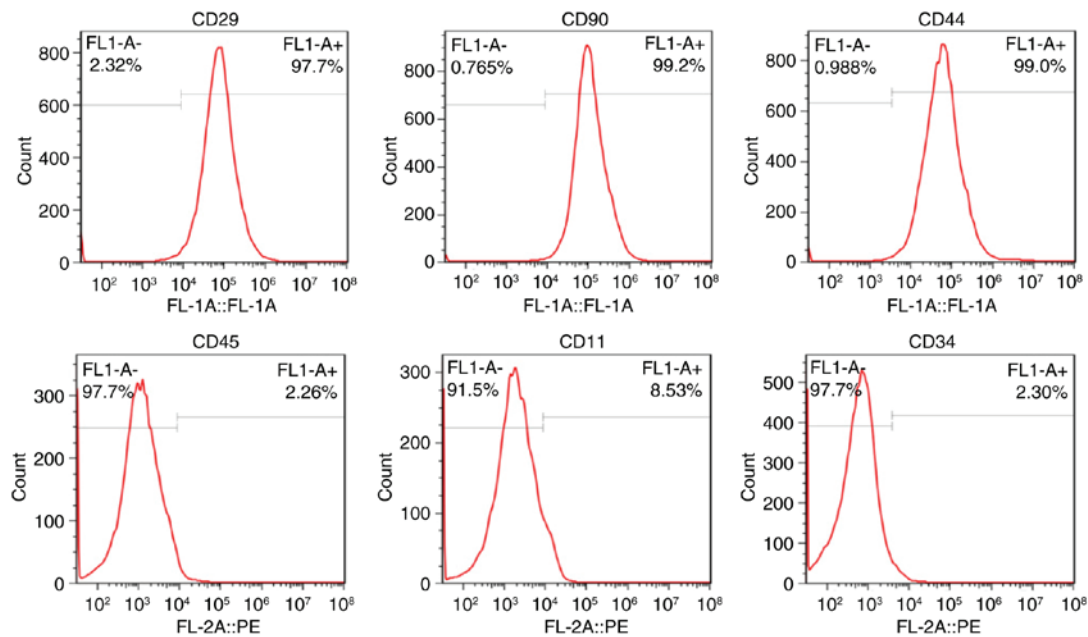 CD29
FL1-A-
2.32%
FL1-A+
97.7%
800
600
400
200
0
Count
10² 10³ 10⁴ 10⁵ 10⁶ 10⁷ 10⁸
FL-1A::FL-1A
CD90
FL1-A-
0.765%
FL1-A+
99.2%
800
600
400
200
0
Count
10² 10³ 10⁴ 10⁵ 10⁶ 10⁷ 10⁸
FL-1A::FL-1A
CD44
FL1-A-
0.988%
FL1-A+
99.0%
800
600
400
200
0
Count
10² 10³ 10⁴ 10⁵ 10⁶ 10⁷ 10⁸
FL-1A::FL-1A
CD45
FL1-A-
97.7%
FL1-A+
2.26%
300
200
100
0
Count
10² 10³ 10⁴ 10⁵ 10⁶ 10⁷ 10⁸
FL-2A::PE
CD11
FL1-A-
91.5%
FL1-A+
8.53%
300
200
100
0
Count
10² 10³ 10⁴ 10⁵ 10⁶ 10⁷ 10⁸
FL-2A::PE
CD34
FL1-A-
97.7%
FL1-A+
2.30%
500
400
300
200
100
0
Count
10² 10³ 10⁴ 10⁵ 10⁶ 10⁷ 10⁸
FL-2A::PE